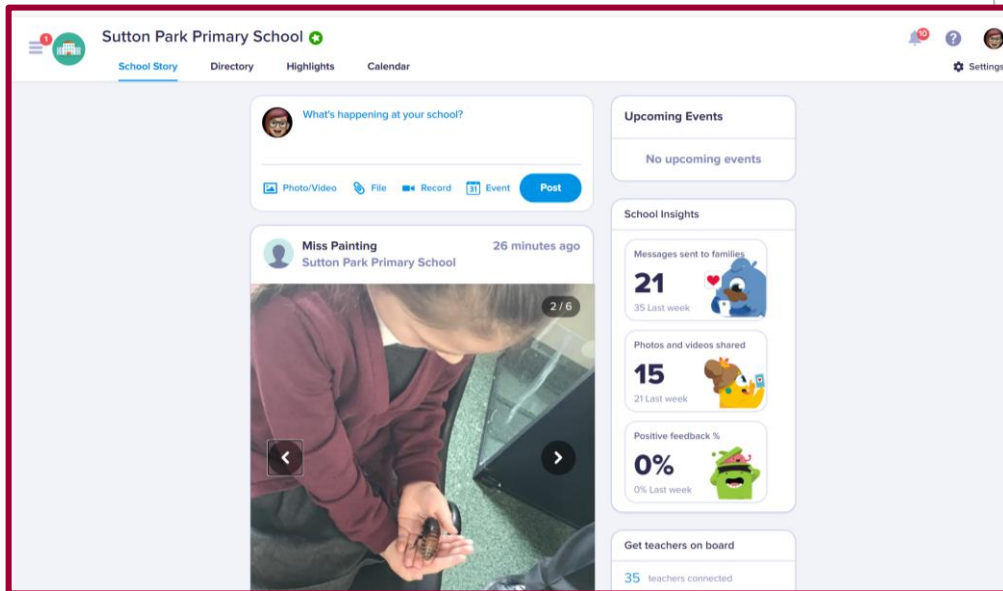 1
Sutton Park Primary School
10
?
School Story Directory Highlights Calendar
Settings
What's happening at your school?
Photo/Video File Record 31 Event Post
Miss Painting 26 minutes ago
Sutton Park Primary School
2 / 6
Upcoming Events
No upcoming events
School Insights
Messages sent to families
21
35 Last week
Photos and videos shared
15
21 Last week
Positive feedback %
0%
0% Last week
Get teachers on board
35 teachers connected